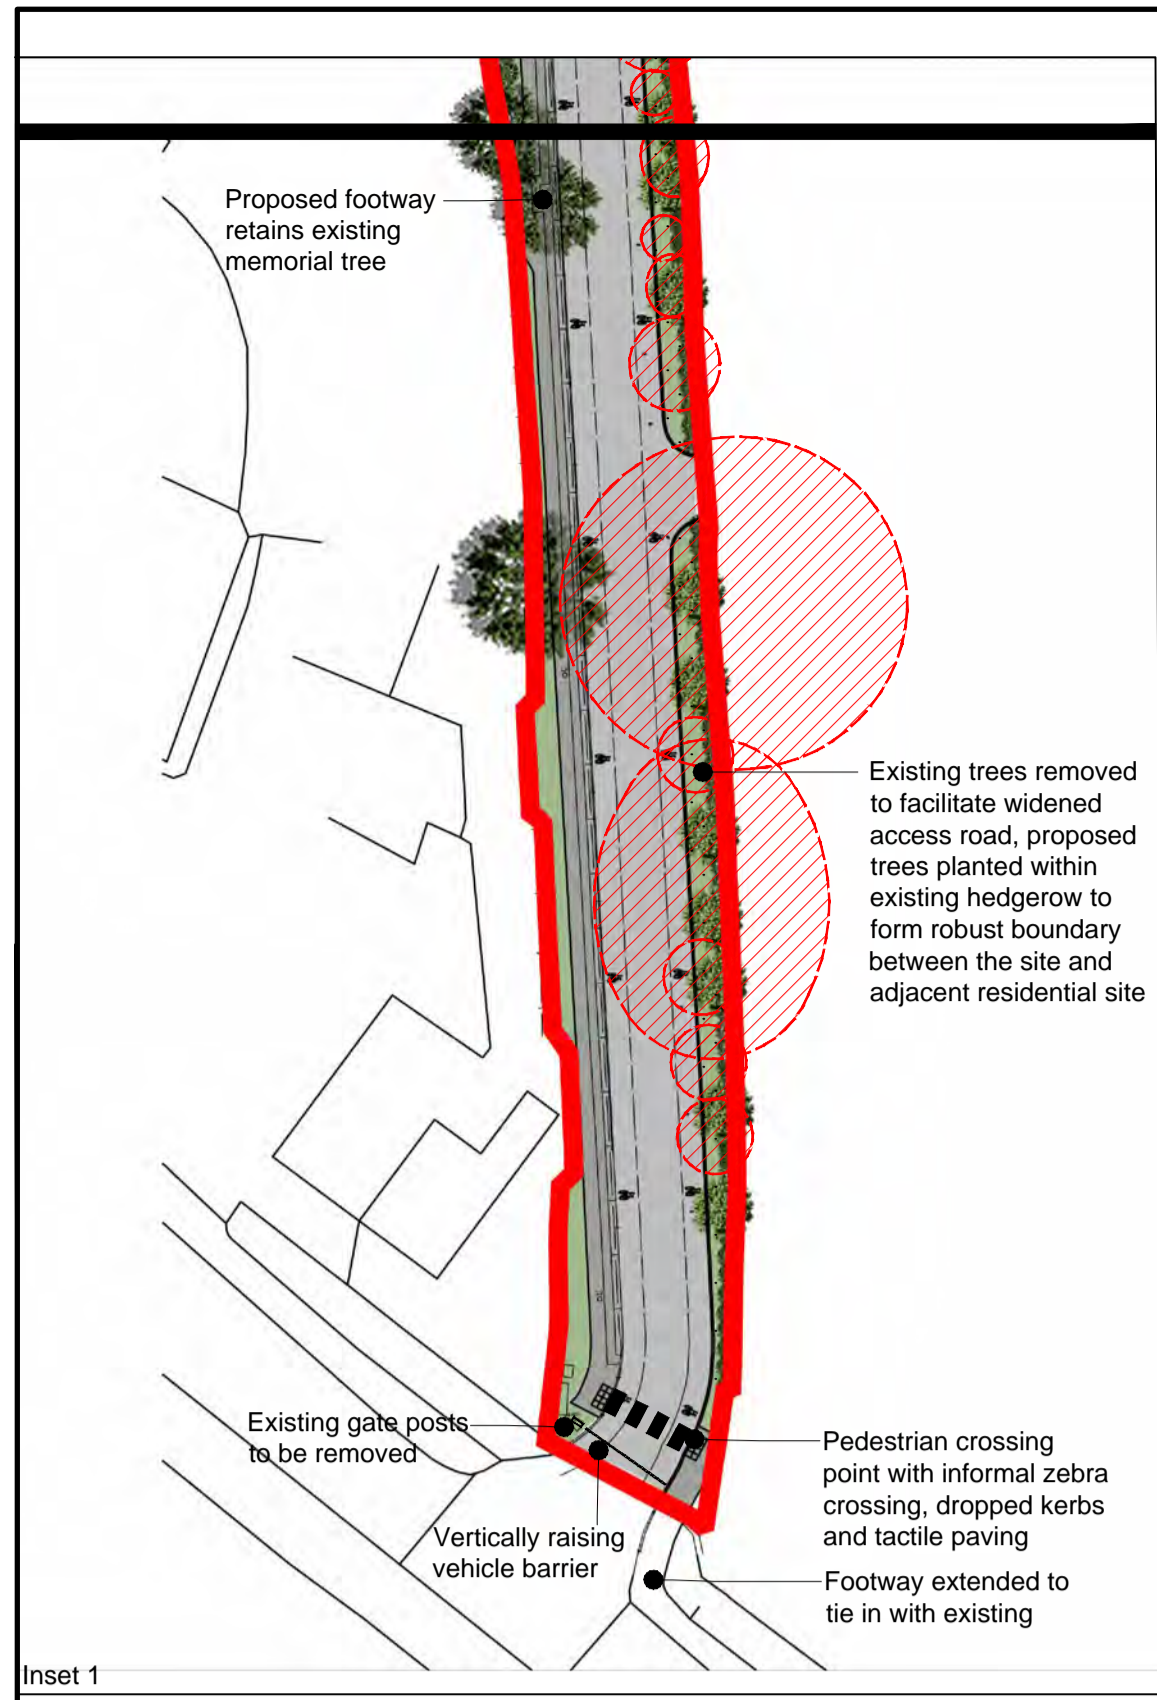 Proposed footway
retains existing
memorial tree
Existing trees removed
to facilitate widened
access road, proposed
trees planted within
existing hedgerow to
form robust boundary
between the site and
adjacent residential site
Existing gate posts
to be removed
Vertically raising
vehicle barrier
Pedestrian crossing
point with informal zebra
crossing, dropped kerbs
and tactile paving
Footway extended to
tie in with existing
Inset 1